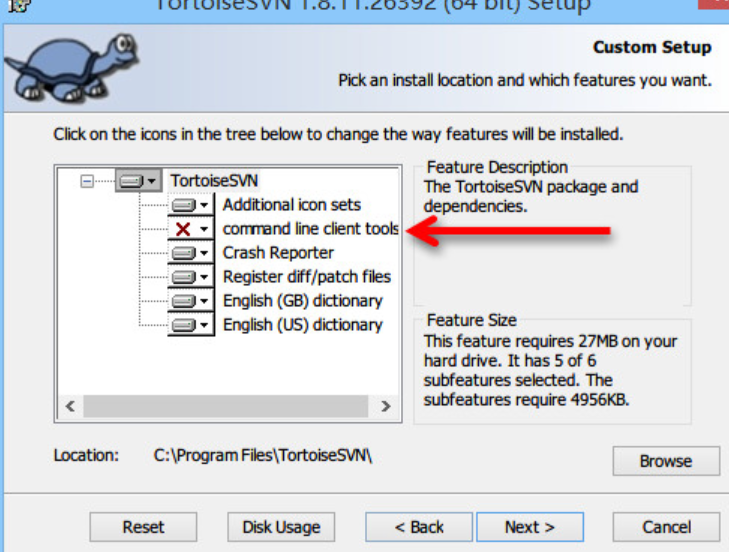 TortoiseSVN 1.8.11.26392 (64 bit) Setup
Custom Setup
Pick an install location and which features you want.
Click on the icons in the tree below to change the way features will be installed.
TortoiseSVN
Additional icon sets
command line client tools
Crash Reporter
Register diff/patch files
English (GB) dictionary
English (US) dictionary
Feature Description
The TortoiseSVN package and
dependencies.
Feature Size
This feature requires 27MB on your
hard drive. It has 5 of 6
subfeatures selected. The
subfeatures require 4956KB.
Location: C:\Program Files\TortoiseSVN\
Browse
Reset Disk Usage < Back Next > Cancel